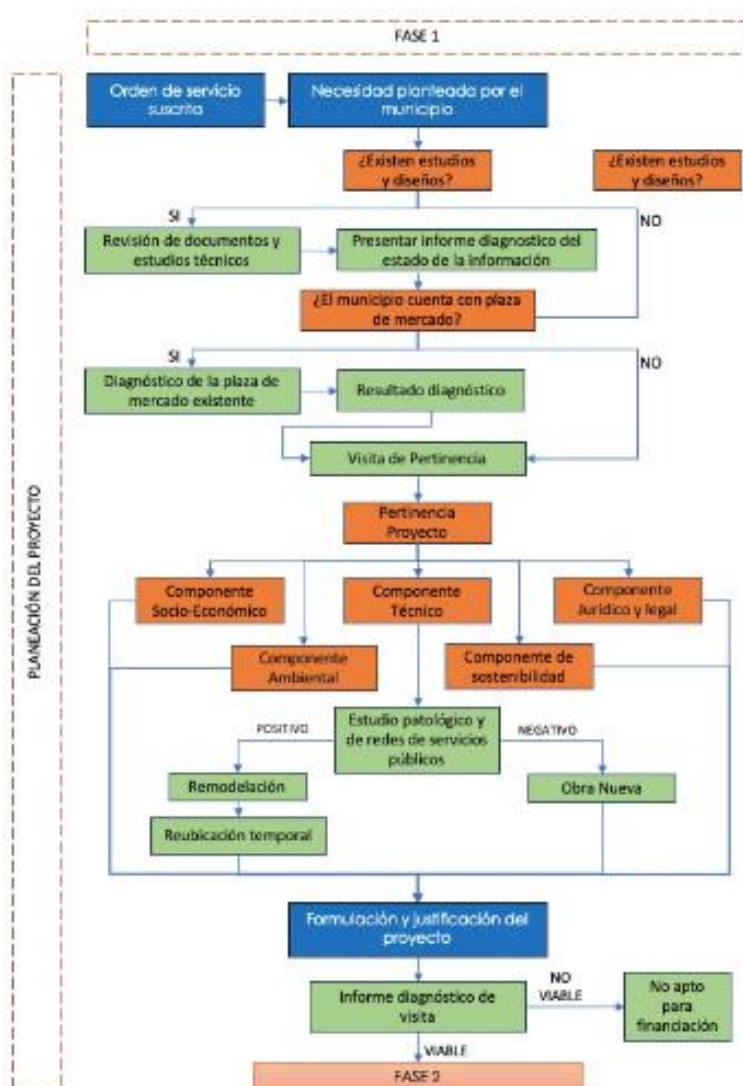 FASE 1
PLANEACIÓN DEL PROYECTO
Orden de servicio
suscrita
Necesidad planteada por el
municipio
¿Existen estudios
y diseños?
¿Existen estudios
y diseños?
SI
NO
Revisión de documentos y
estudios técnicos
Presentar informe diagnostico del
estado de la información
¿El municipio cuenta con plaza
de mercado?
SI
NO
Diagnóstico de la plaza de
mercado existente
Resultado diagnóstico
Visita de Pertinencia
Pertinencia
Proyecto
Componente
Socio-Económico
Componente
Técnico
Componente
Jurídico y legal
Componente
Ambiental
Componente de
sostenibilidad
Estudio patológico y
de redes de servicios
públicos
POSITIVO
NEGATIVO
Remodelación
Obra Nueva
Reubicación temporal
Formulación y justificación del
proyecto
Informe diagnóstico de
visita
NO
VIABLE
No apto
para
financiación
VIABLE
FASE 2